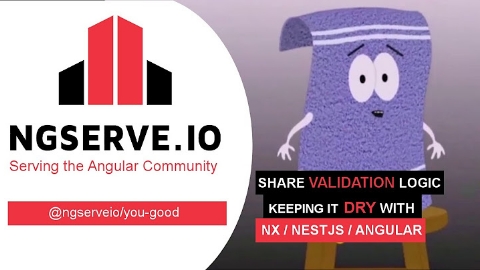 NGSERVE.IO
Serving the Angular Community
@ngserveio/you-good
SHARE VALIDATION LOGIC
KEEPING IT DRY WITH
NX / NESTJS / ANGULAR